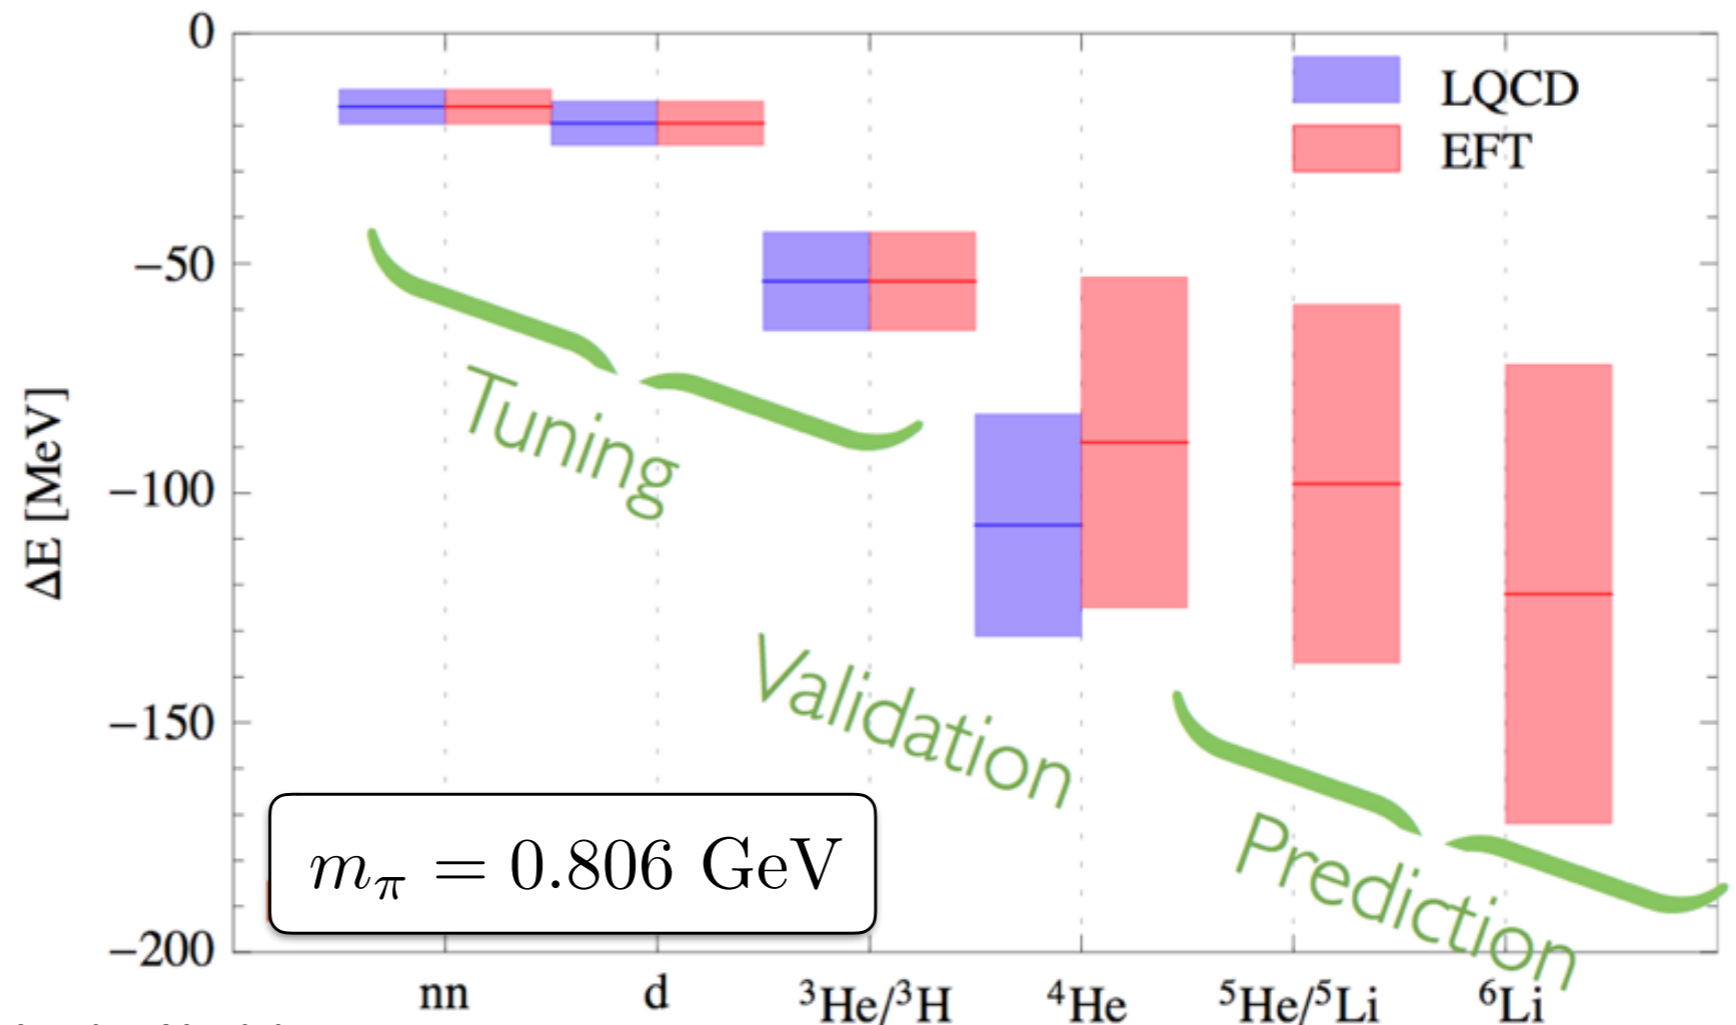 0
−50
−100
−150
−200
ΔE [MeV]
LQCD
EFT
Tuning
Validation
Prediction
mπ = 0.806 GeV
nn d ³He/³H ⁴He ⁵He/⁵Li ⁶Li